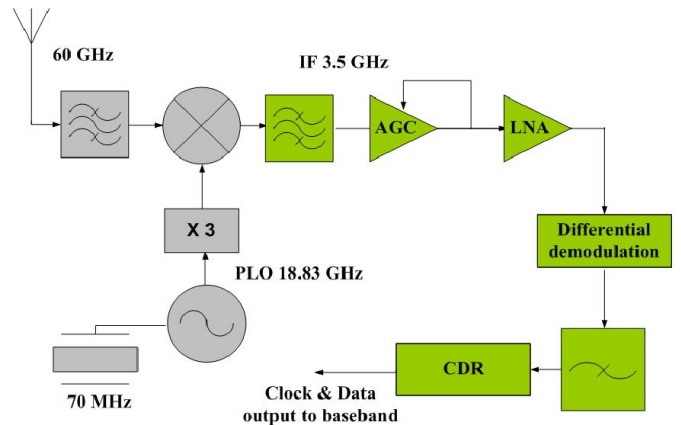 60 GHz
IF 3.5 GHz
AGC
LNA
X 3
PLO 18.83 GHz
Differential
demodulation
70 MHz
CDR
Clock & Data
output to baseband